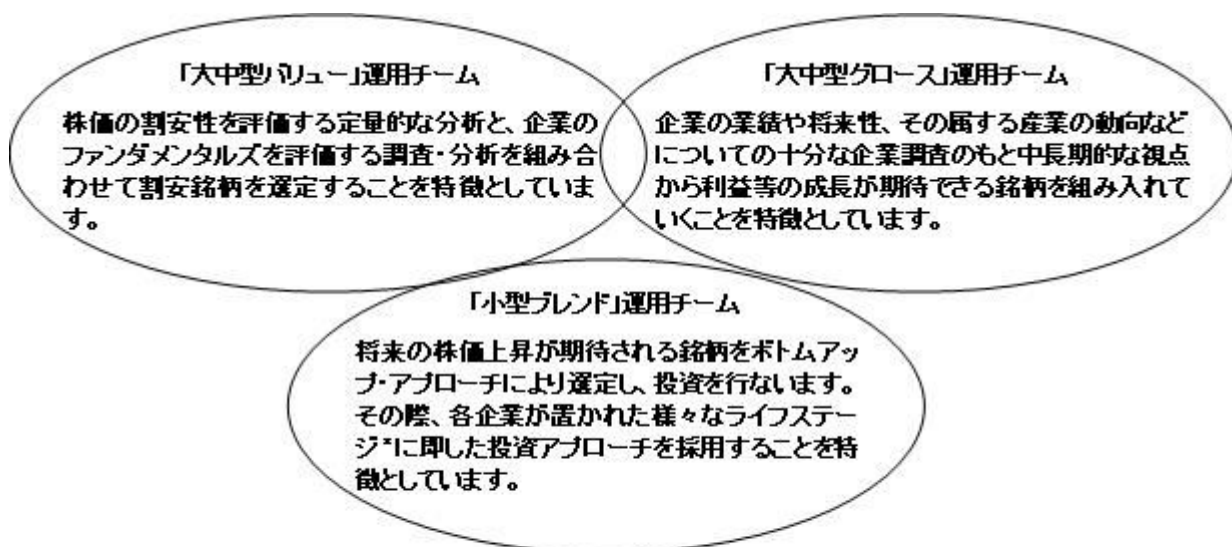 「大中型バリュー」運用チーム
株価の割安性を評価する定量的な分析と、企業の
ファンダメンタルズを評価する調査・分析を組み合
わせて割安銘柄を選定することを特徴としていま
す。
「大中型グロース」運用チーム
企業の業績や将来性、その属する産業の動向など
についての十分な企業調査のもと中長期的な視点
から利益等の成長が期待できる銘柄を組み入れて
いくことを特徴としています。
「小型ブレンド」運用チーム
将来の株価上昇が期待される銘柄をボトムアッ
プ・アプローチにより選定し、投資を行ないます。
その際、各企業が置かれた様々なライフステー
ジ*に即した投資アプローチを採用することを特
徴としています。